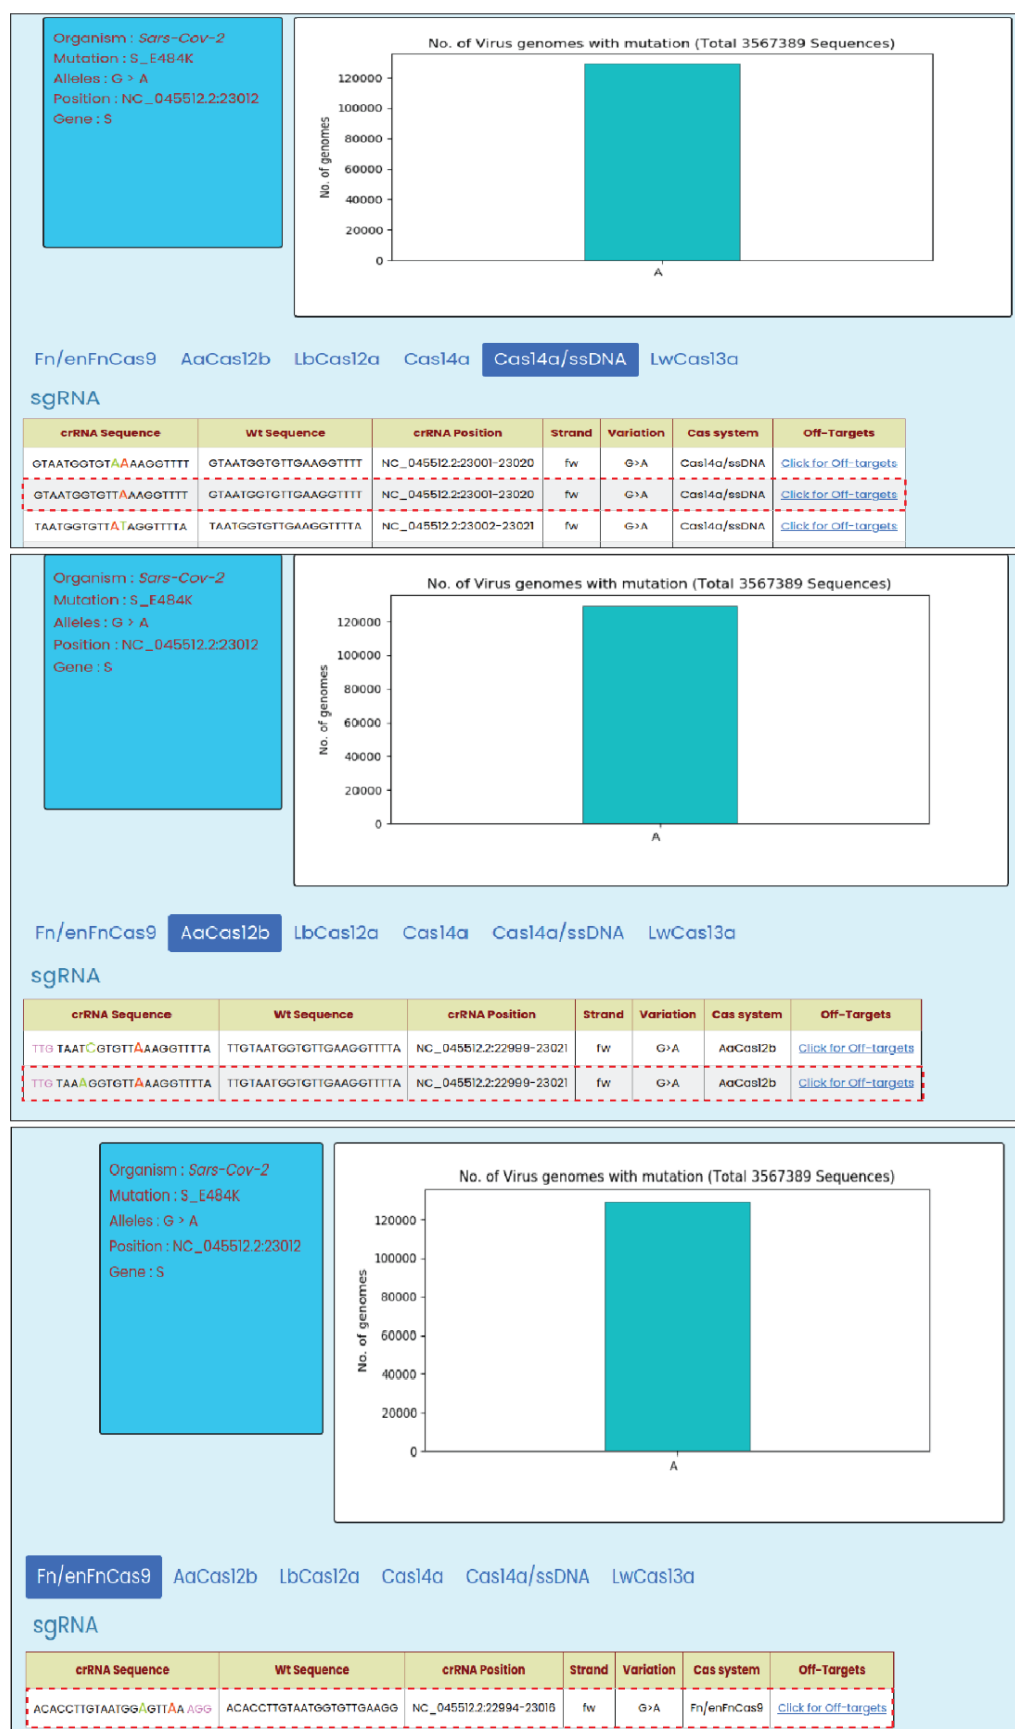 Organism : Sars-Cov-2
Mutation : S_E484K
Alleles : G > A
Position : NC_045512.2:23012
Gene : S
No. of Virus genomes with mutation (Total 3567389 Sequences)
No. of genomes
120000
100000
80000
60000
40000
20000
0
A
Fn/enFnCas9 AaCas12b LbCas12a Cas14a Cas14a/ssDNA LwCas13a
sgRNA
crRNA Sequence Wt Sequence crRNA Position Strand Variation Cas system Off-Targets
GTAATGGTGTAAAAGGTTTT GTAATGGTGTTGAAGGTTTT NC_045512.2:23001-23020 fw G>A Cas14a/ssDNA Click for Off-targets
GTAATGGTGTTAAAGGTTTT GTAATGGTGTTGAAGGTTTT NC_045512.2:23001-23020 fw G>A Cas14a/ssDNA Click for Off-targets
TAATGGTGTTATAGGTTTTA TAATGGTGTTGAAGGTTTTA NC_045512.2:23002-23021 fw G>A Cas14a/ssDNA Click for Off-targets
Organism : Sars-Cov-2
Mutation : S_E484K
Alleles : G > A
Position : NC_045512.2:23012
Gene : S
No. of Virus genomes with mutation (Total 3567389 Sequences)
No. of genomes
120000
100000
80000
60000
40000
20000
0
A
Fn/enFnCas9 AaCas12b LbCas12a Cas14a Cas14a/ssDNA LwCas13a
sgRNA
crRNA Sequence Wt Sequence crRNA Position Strand Variation Cas system Off-Targets
TTG TAATCGTGTTAAAGGTTTTA TTGTAATGGTGTTGAAGGTTTTA NC_045512.2:22999-23021 fw G>A AaCas12b Click for Off-targets
TTG TAAAGGTGTTAAAGGTTTTA TTGTAATGGTGTTGAAGGTTTTA NC_045512.2:22999-23021 fw G>A AaCas12b Click for Off-targets
Organism : Sars-Cov-2
Mutation : S_E484K
Alleles : G > A
Position : NC_045512.2:23012
Gene : S
No. of Virus genomes with mutation (Total 3567389 Sequences)
No. of genomes
120000
100000
80000
60000
40000
20000
0
A
Fn/enFnCas9 AaCas12b LbCas12a Cas14a Cas14a/ssDNA LwCas13a
sgRNA
crRNA Sequence Wt Sequence crRNA Position Strand Variation Cas system Off-Targets
ACACCTTGTAATGGAGTTAA AGG ACACCTTGTAATGGTGTTGAAGG NC_045512.2:22994-23016 fw G>A Fn/enFnCas9 Click for Off-targets